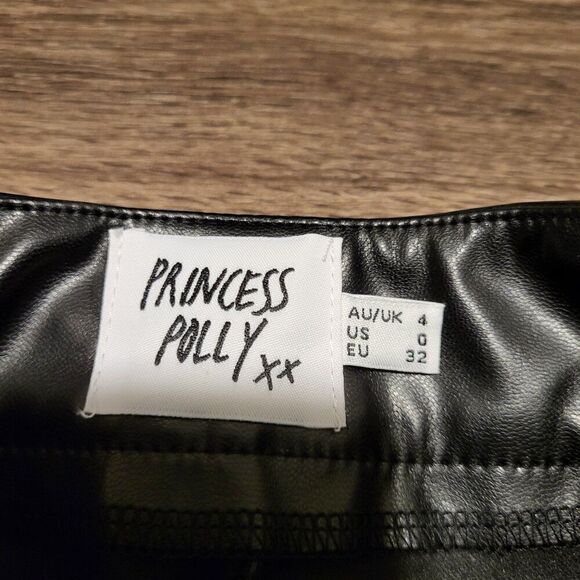 PRINCESS
POLLY xx
AU/UK 4
US 0
EU 32